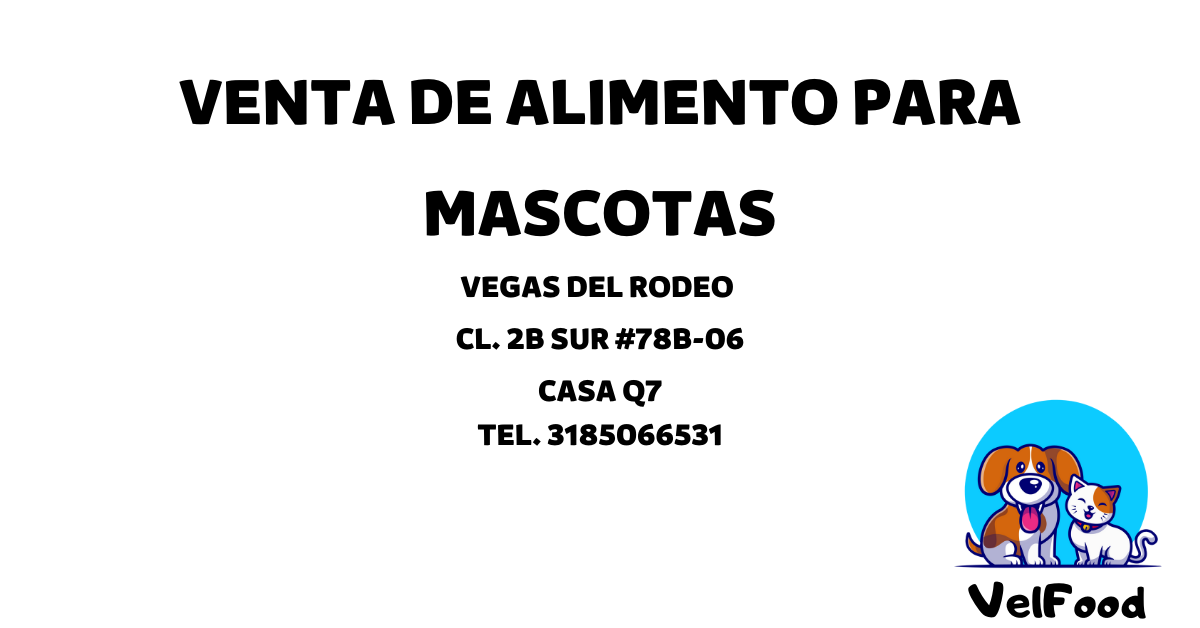 VENTA DE ALIMENTO PARA
MASCOTAS
VEGAS DEL RODEO
CL. 2B SUR #78B-06
CASA Q7
TEL. 3185066531
VelFood